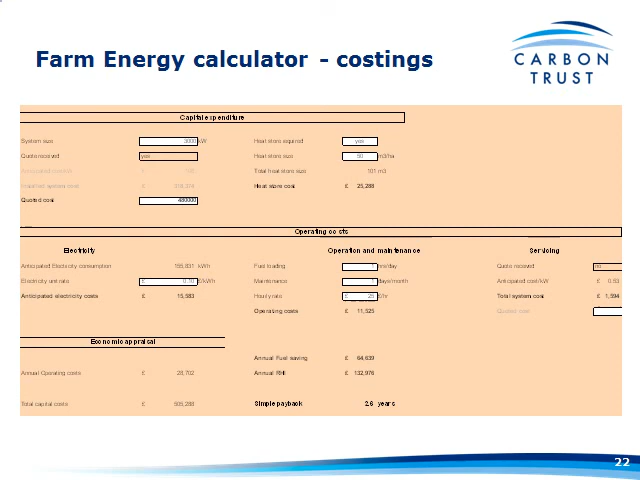 Farm Energy calculator - costings
CARBON
TRUST
Capital expenditure
System size 3000 kW Heat store required yes
Quote received yes Heat store size 50 m3/ha
Total heat store size 101 m3
Installed system cost £ Heat store cost £ 25,288
Quoted cost 480000
Operating costs
Electricity Operation and maintenance Servicing
Anticipated Electricity consumption 155,831 kWh Fuel loading 1 hrs/day Quote received no
Electricity unit rate £ 0.10 £/kWh Maintenance 1 days/month Anticipated cost/kW £ 0.53
Anticipated electricity costs £ 15,583 Hourly rate £ 25 £/hr Total system cost £ 1,594
Operating costs £ 11,525 Quoted cost
Economic appraisal
Annual Fuel saving £ 64,639
Annual Operating costs £ 28,702 Annual RHI £ 132,976
Total capital costs £ 505,288 Simple payback 2.6 years
22